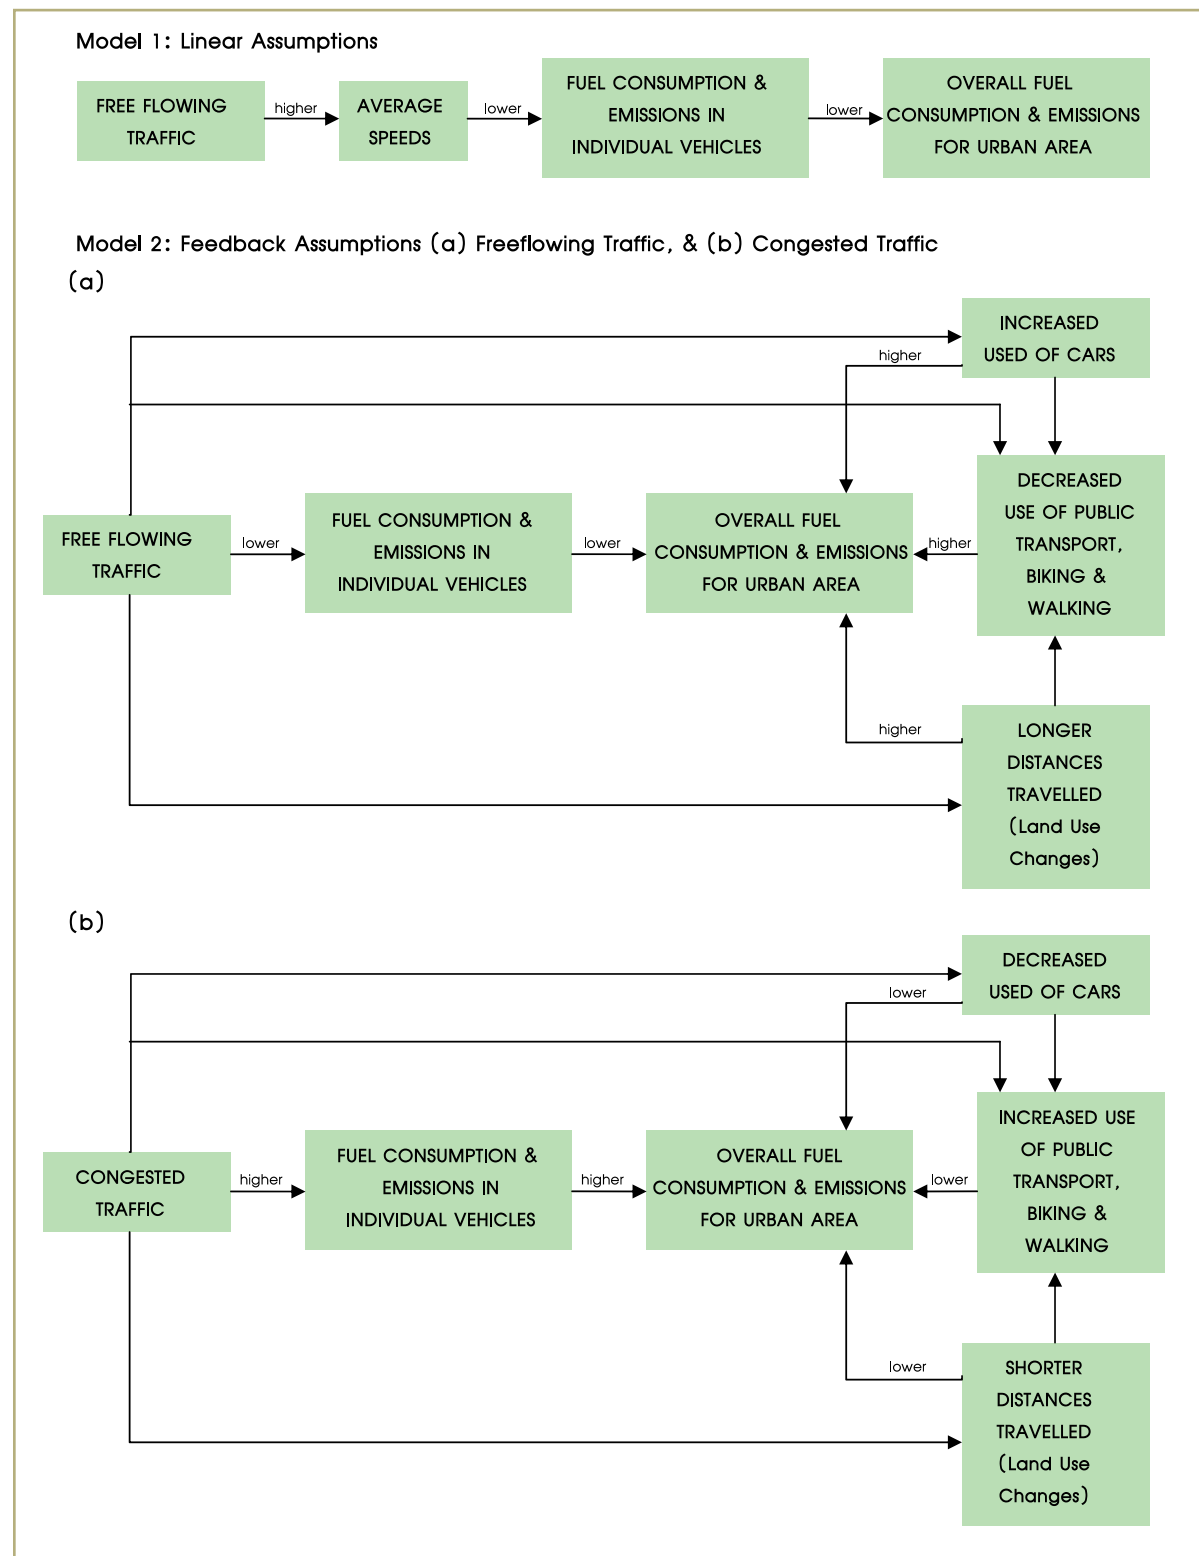 Model 1: Linear Assumptions
FREE FLOWING
TRAFFIC
higher
AVERAGE
SPEEDS
lower
FUEL CONSUMPTION &
EMISSIONS IN
INDIVIDUAL VEHICLES
lower
OVERALL FUEL
CONSUMPTION & EMISSIONS
FOR URBAN AREA
Model 2: Feedback Assumptions (a) Freeflowing Traffic, & (b) Congested Traffic
(a)
INCREASED
USED OF CARS
higher
FREE FLOWING
TRAFFIC
lower
FUEL CONSUMPTION &
EMISSIONS IN
INDIVIDUAL VEHICLES
lower
OVERALL FUEL
CONSUMPTION & EMISSIONS
FOR URBAN AREA
higher
DECREASED
USE OF PUBLIC
TRANSPORT,
BIKING &
WALKING
higher
LONGER
DISTANCES
TRAVELLED
(Land Use
Changes)
(b)
DECREASED
USED OF CARS
lower
CONGESTED
TRAFFIC
higher
FUEL CONSUMPTION &
EMISSIONS IN
INDIVIDUAL VEHICLES
higher
OVERALL FUEL
CONSUMPTION & EMISSIONS
FOR URBAN AREA
lower
INCREASED USE
OF PUBLIC
TRANSPORT,
BIKING &
WALKING
lower
SHORTER
DISTANCES
TRAVELLED
(Land Use
Changes)